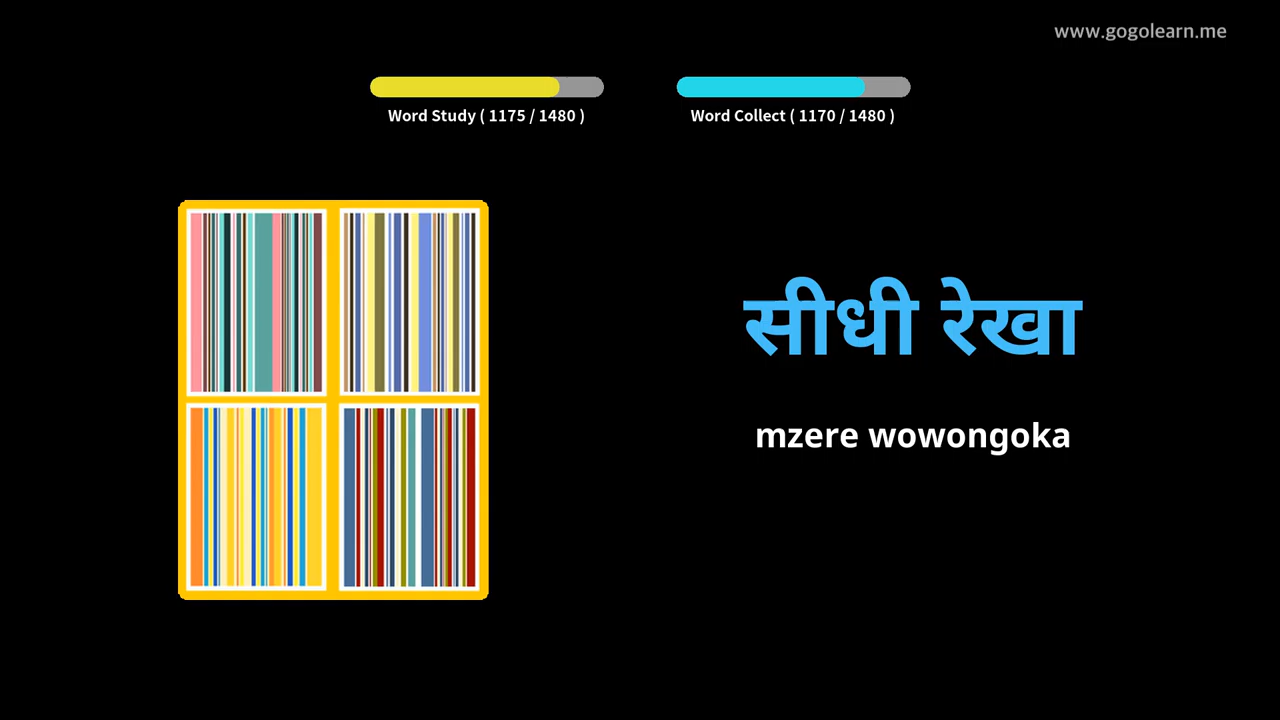 www.gogolearn.me
Word Study ( 1175 / 1480 )
Word Collect ( 1170 / 1480 )
सीधी रेखा
mzere wowongoka